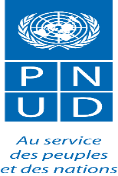 P N
U D
Au service
des peuples
et des nations